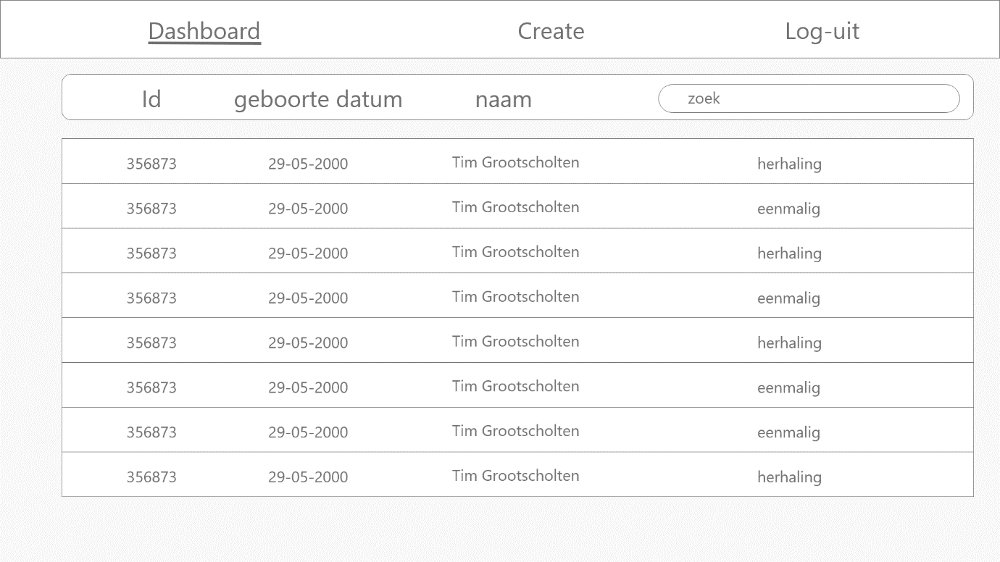 Dashboard Create Log-uit
Id geboorte datum naam zoek
356873 29-05-2000 Tim Grootscholten herhaling
356873 29-05-2000 Tim Grootscholten eenmalig
356873 29-05-2000 Tim Grootscholten herhaling
356873 29-05-2000 Tim Grootscholten eenmalig
356873 29-05-2000 Tim Grootscholten herhaling
356873 29-05-2000 Tim Grootscholten eenmalig
356873 29-05-2000 Tim Grootscholten eenmalig
356873 29-05-2000 Tim Grootscholten herhaling